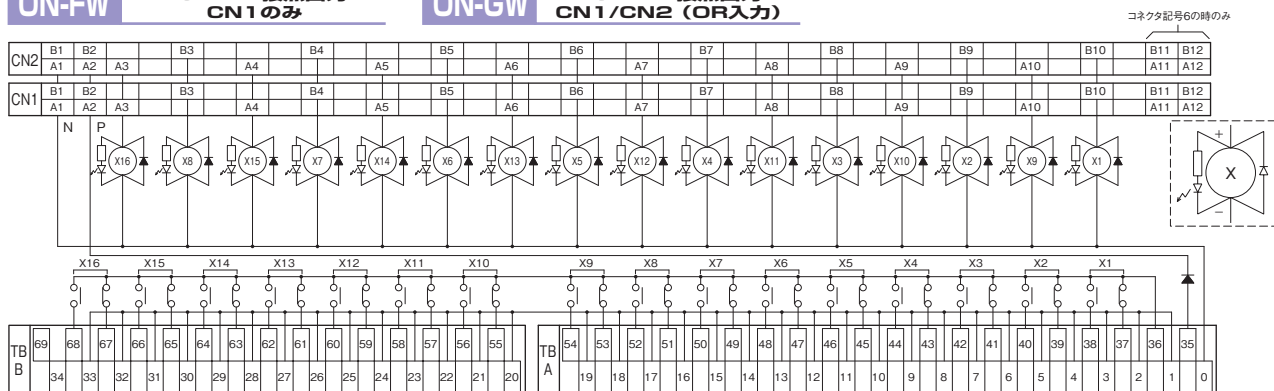 ON-FW
CN1のみ
ON-GW
CN1/CN2（OR入力）
コネクタ記号6の時のみ
CN2
B1 B2 B3 B4 B5 B6 B7 B8 B9 B10 B11 B12
A1 A2 A3 A4 A5 A6 A7 A8 A9 A10 A11 A12
CN1
B1 B2 B3 B4 B5 B6 B7 B8 B9 B10 B11 B12
A1 A2 A3 A4 A5 A6 A7 A8 A9 A10 A11 A12
N P
X16 X8 X15 X7 X14 X6 X13 X5 X12 X4 X11 X3 X10 X2 X9 X1
+
X
−
X16 X15 X14 X13 X12 X11 X10 X9 X8 X7 X6 X5 X4 X3 X2 X1
TB B
69 68 67 66 65 64 63 62 61 60 59 58 57 56 55
34 33 32 31 30 29 28 27 26 25 24 23 22 21 20
TB A
54 53 52 51 50 49 48 47 46 45 44 43 42 41 40 39 38 37 36 35
19 18 17 16 15 14 13 12 11 10 9 8 7 6 5 4 3 2 1 0